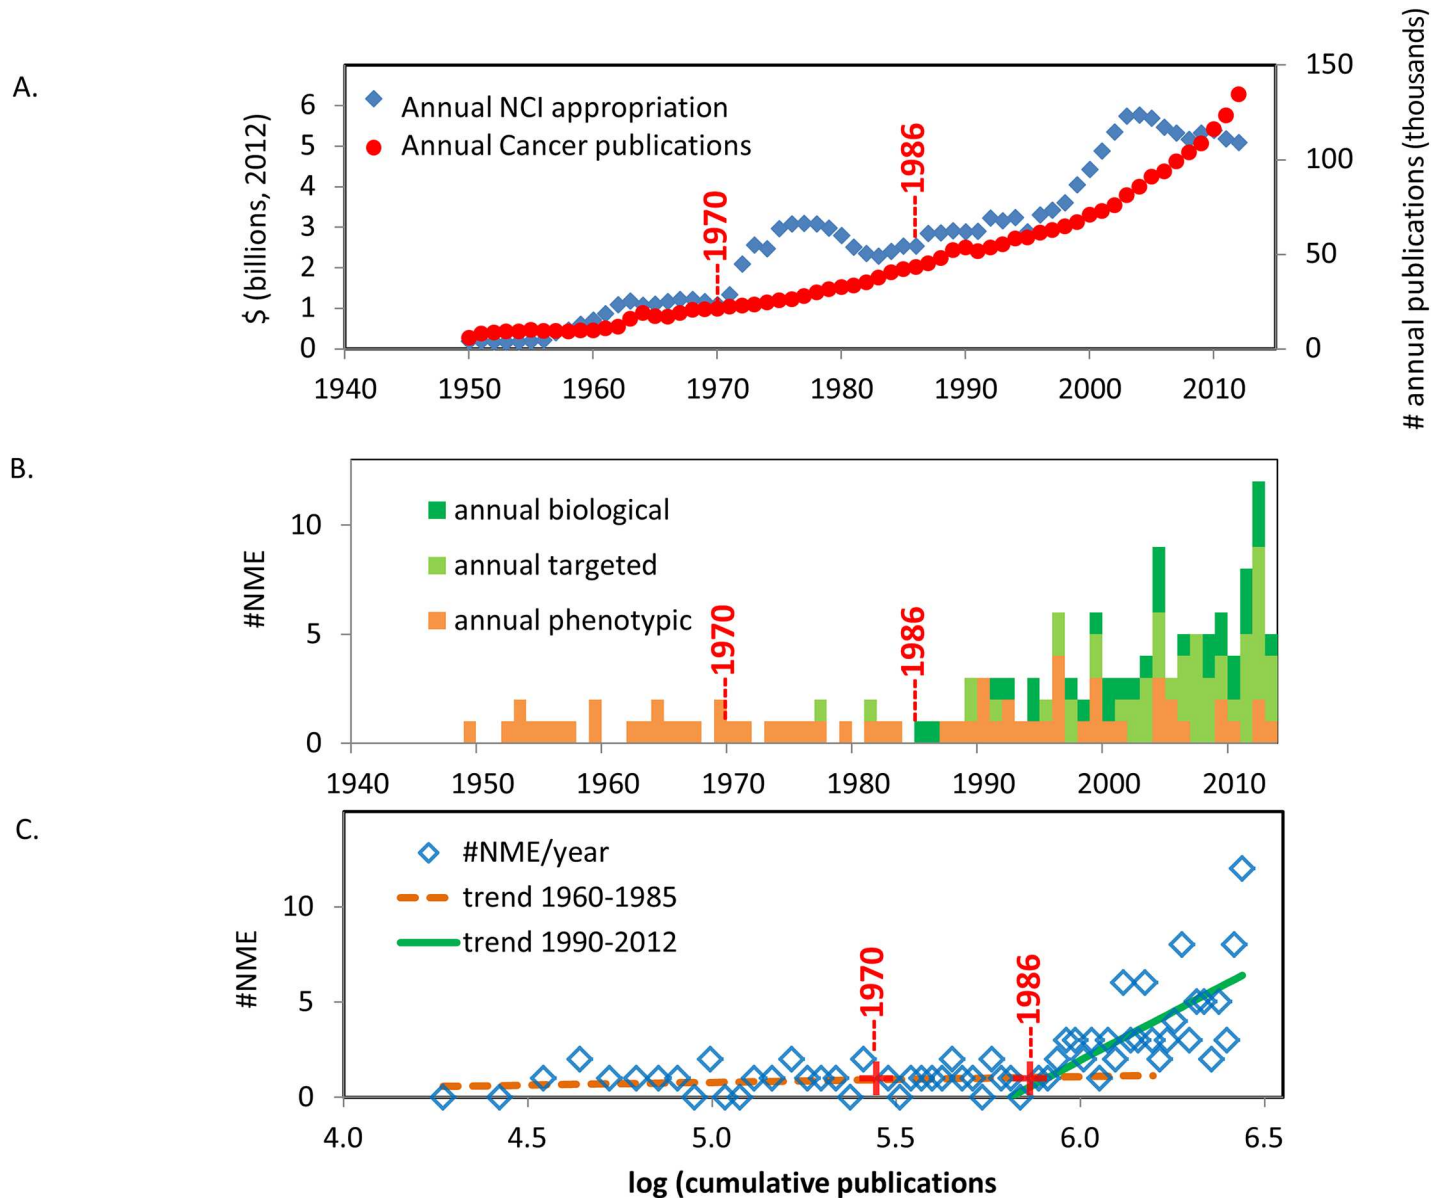 A.
$ (billions, 2012)
6
5
4
3
2
1
0
Annual NCI appropriation
Annual Cancer publications
1970
1986
150
100
50
0
# annual publications (thousands)
1940 1950 1960 1970 1980 1990 2000 2010
B.
#NME
10
5
0
annual biological
annual targeted
annual phenotypic
1970
1986
1940 1950 1960 1970 1980 1990 2000 2010
C.
#NME
10
5
0
#NME/year
trend 1960-1985
trend 1990-2012
1970
1986
4.0 4.5 5.0 5.5 6.0 6.5
log (cumulative publications